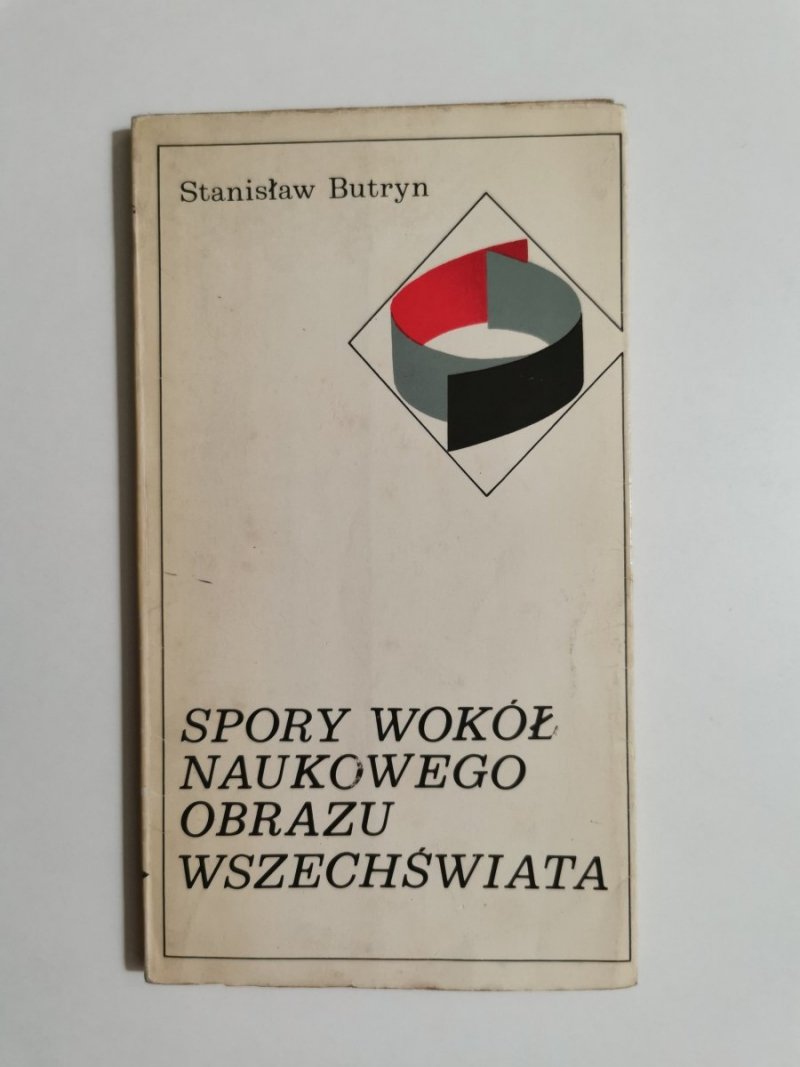 Stanisław Butryn
SPORY WOKÓŁ
NAUKOWEGO
OBRAZU
WSZECHŚWIATA